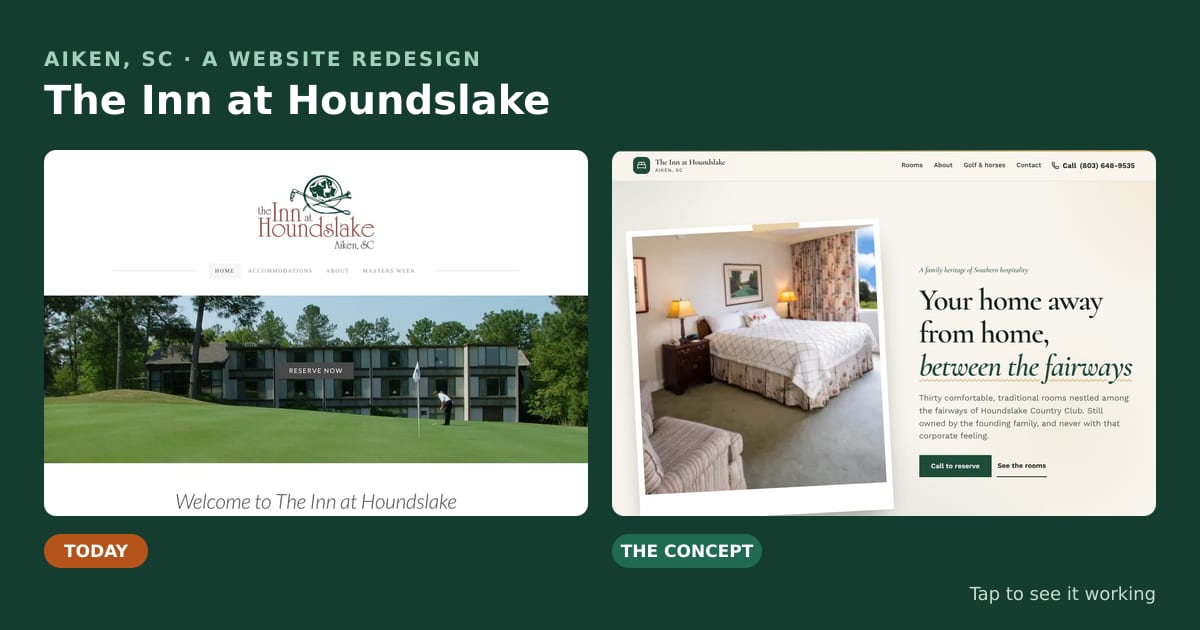 AIKEN, SC · A WEBSITE REDESIGN
The Inn at Houndslake
the Inn at
Houndslake
Aiken, SC
HOME ACCOMMODATIONS ABOUT MASTERS WEEK
RESERVE NOW
Welcome to The Inn at Houndslake
TODAY
The Inn at Houndslake
AIKEN, SC
Rooms About Golf & horses Contact Call (803) 648-9535
A family heritage of Southern hospitality
Your home away
from home,
between the fairways
Thirty comfortable, traditional rooms nestled among
the fairways of Houndslake Country Club. Still
owned by the founding family, and never with that
corporate feeling.
Call to reserve See the rooms
THE CONCEPT
Tap to see it working